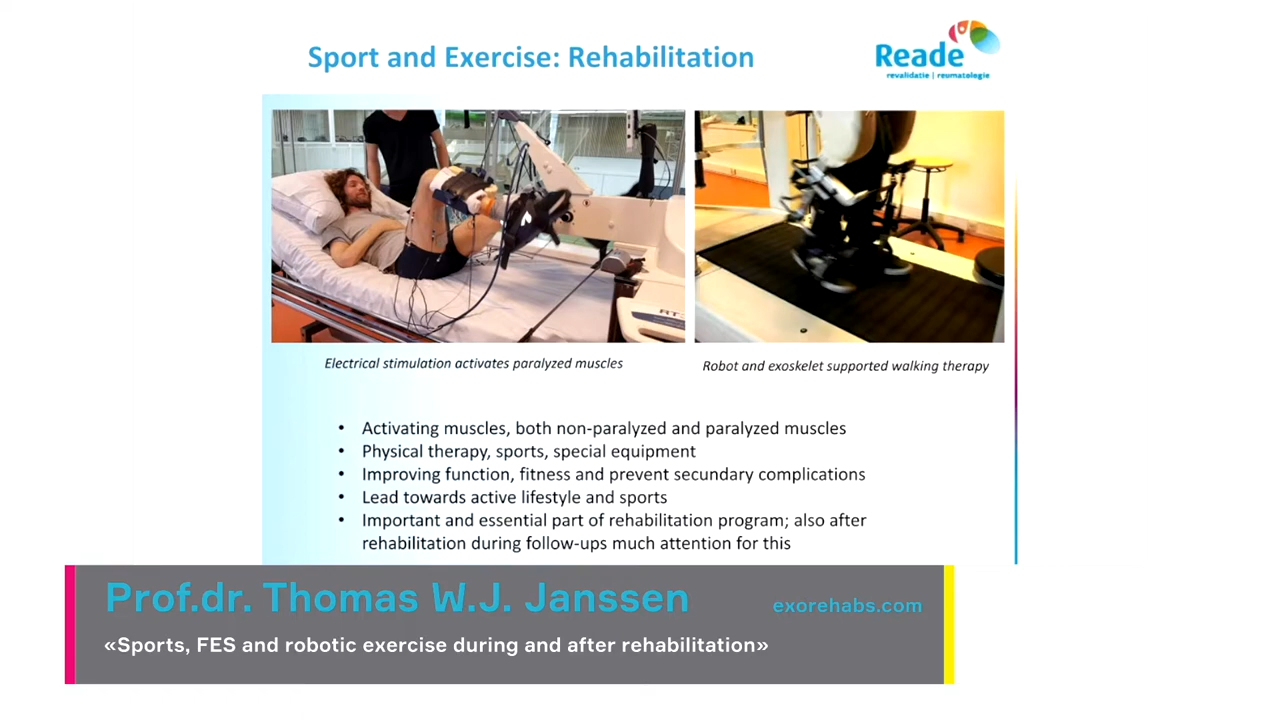 Sport and Exercise: Rehabilitation
Reade
revalidatie | reumatologie
Electrical stimulation activates paralyzed muscles
Robot and exoskelet supported walking therapy
• Activating muscles, both non-paralyzed and paralyzed muscles
• Physical therapy, sports, special equipment
• Improving function, fitness and prevent secundary complications
• Lead towards active lifestyle and sports
• Important and essential part of rehabilitation program; also after
rehabilitation during follow-ups much attention for this
Prof.dr. Thomas W.J. Janssen
exorehabs.com
«Sports, FES and robotic exercise during and after rehabilitation»